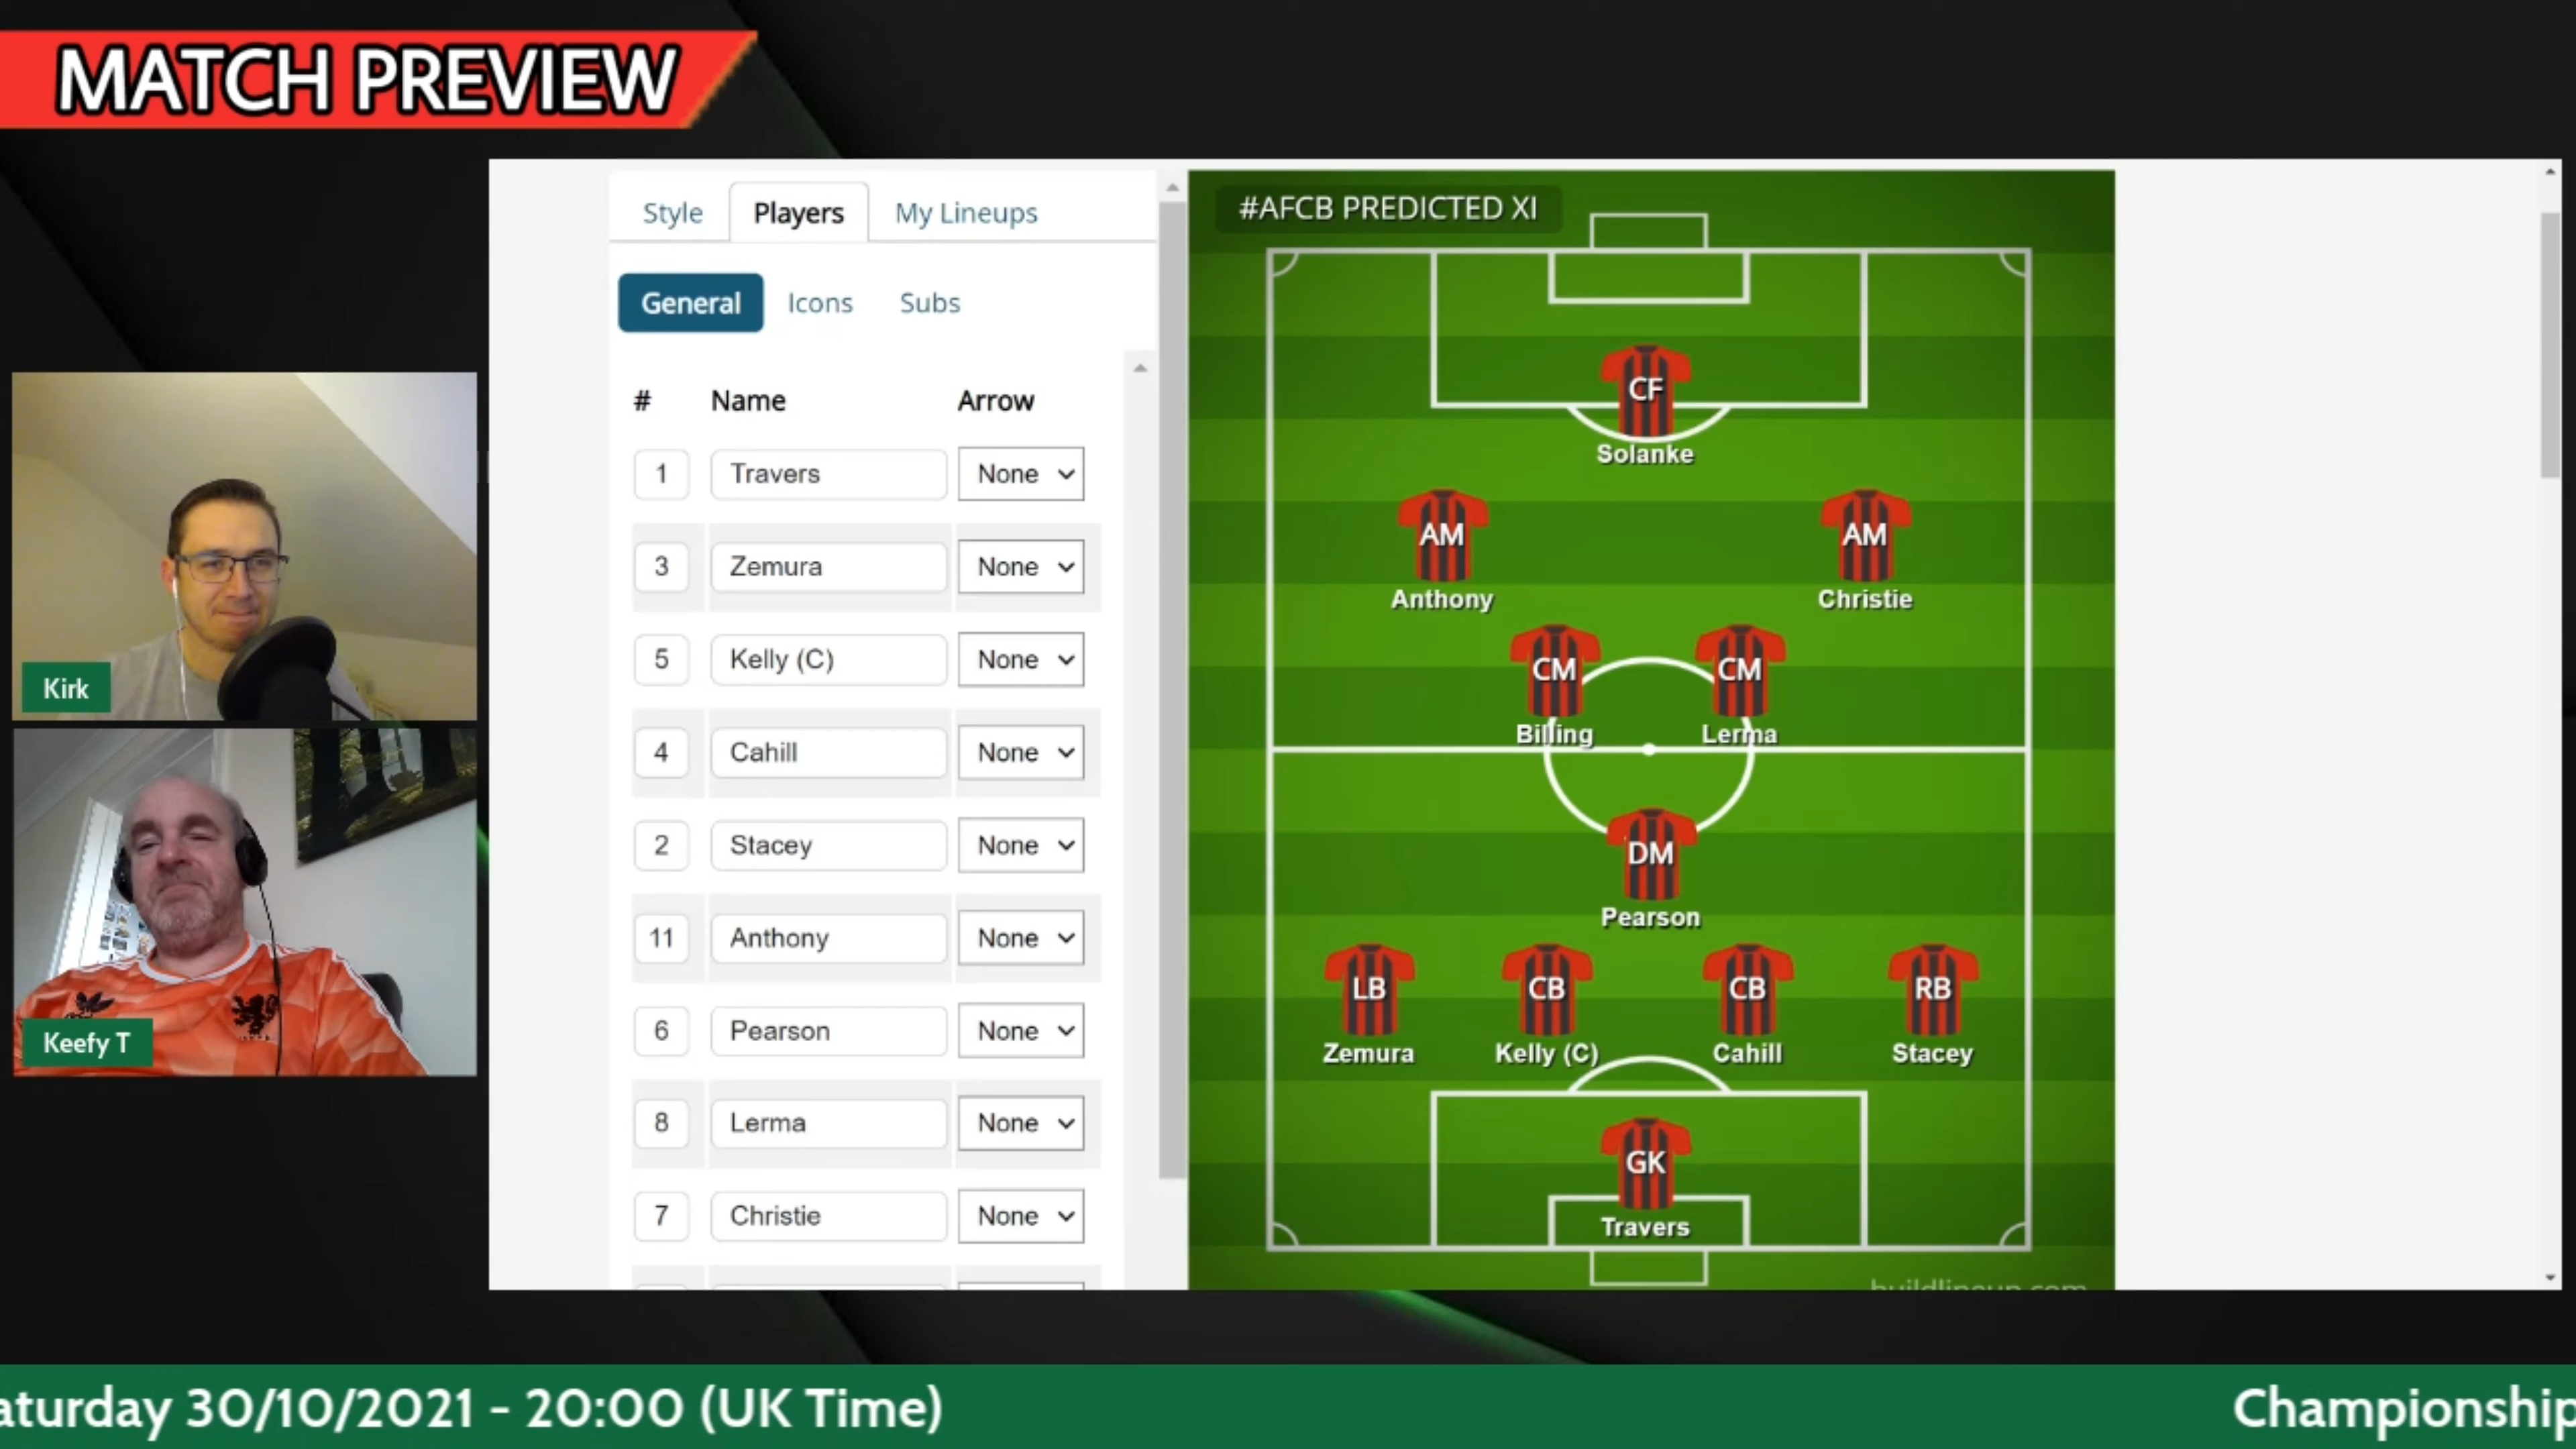 MATCH PREVIEW
Style Players My Lineups
General Icons Subs
# Name Arrow
1 Travers None
3 Zemura None
5 Kelly (C) None
4 Cahill None
2 Stacey None
11 Anthony None
6 Pearson None
8 Lerma None
7 Christie None
#AFCB PREDICTED XI
CF
Solanke
AM AM
Anthony Christie
CM CM
Billing Lerma
DM
Pearson
LB CB CB RB
Zemura Kelly (C) Cahill Stacey
GK
Travers
buildlineup.com
Kirk
Keefy T
aturday 30/10/2021 - 20:00 (UK Time)
Championship